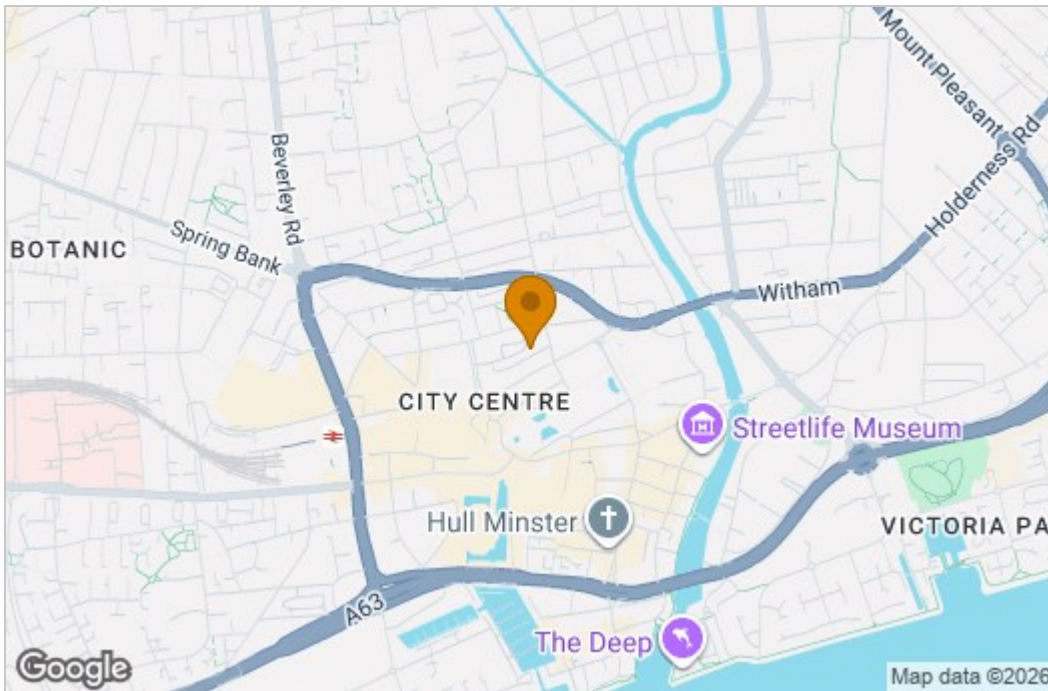 Mount Pleasant
Holderness Rd
Beverley Rd
Spring Bank
BOTANIC
Witham
CITY CENTRE
Streetlife Museum
Hull Minster
VICTORIA PA
A63
The Deep
Google
Map data ©2026